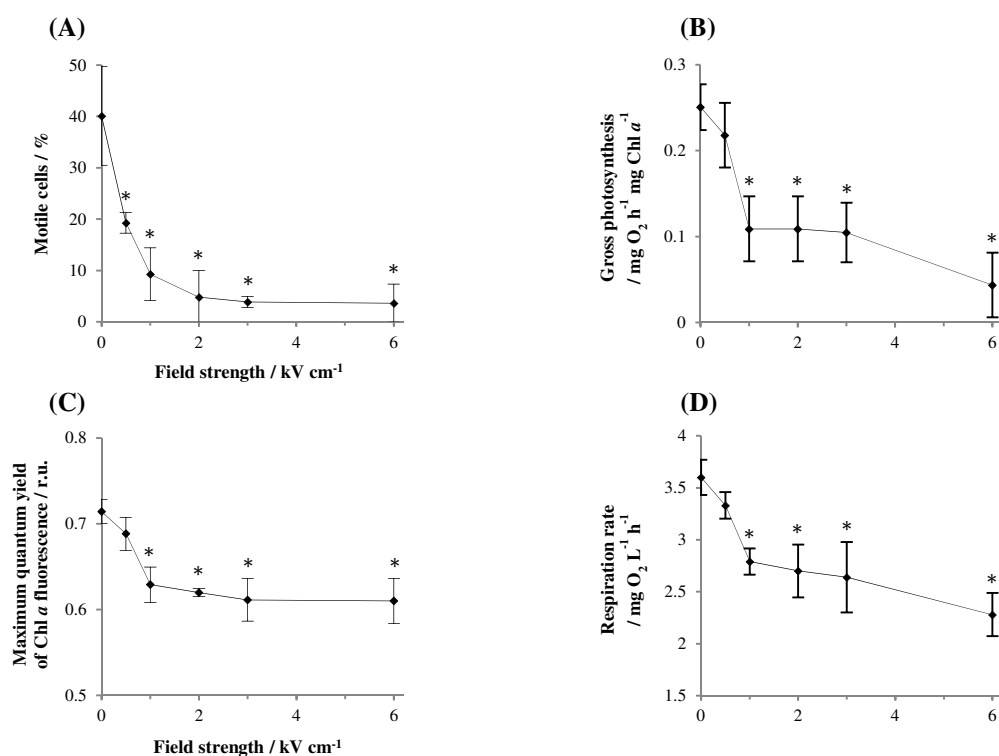 (A)
50
40
30
20
10
0
Motile cells / %
*
*
*
*
*
0 2 4 6
Field strength / kV cm⁻¹
(B)
0.3
0.2
0.1
0
Gross photosynthesis
/ mg O₂ h⁻¹ mg Chl a⁻¹
*
*
*
*
0 2 4 6
(C)
0.8
0.7
0.6
0.5
Maximum quantum yield
of Chl a fluorescence / r.u.
*
*
*
*
0 2 4 6
Field strength / kV cm⁻¹
(D)
4
3.5
3
2.5
2
1.5
Respiration rate
/ mg O₂ L⁻¹ h⁻¹
*
*
*
*
0 2 4 6